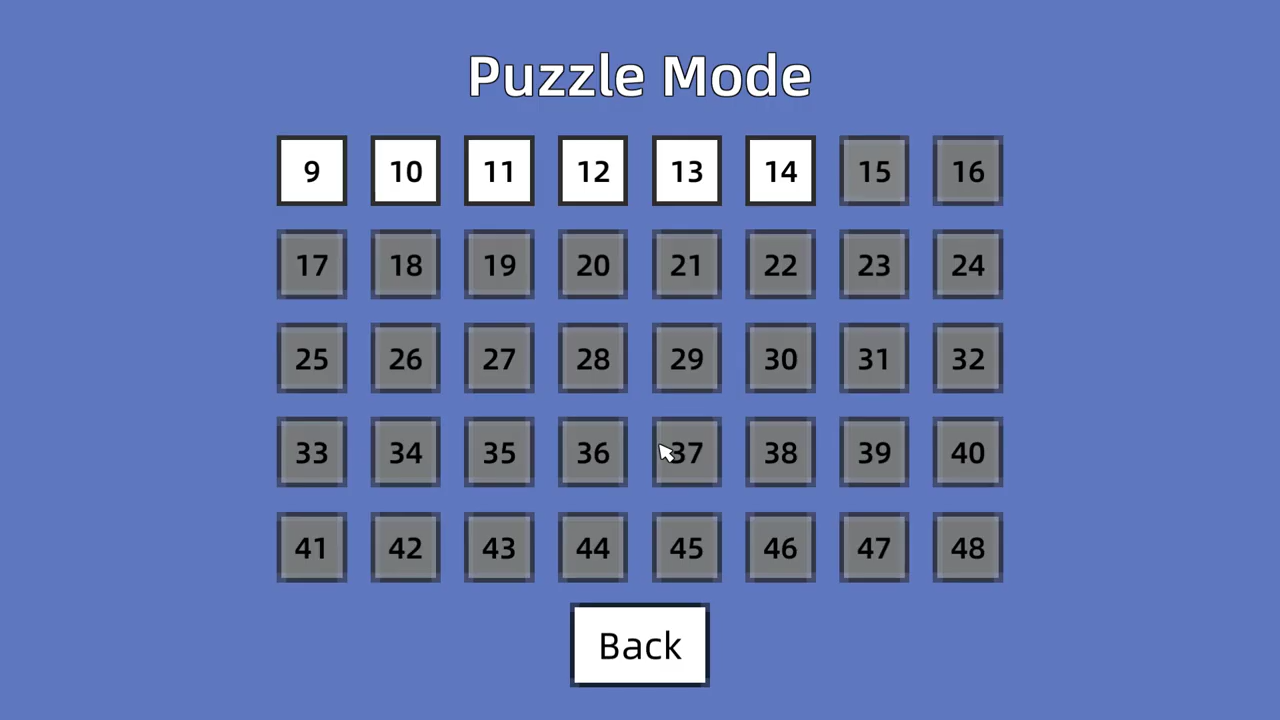 Puzzle Mode
9 10 11 12 13 14 15 16
17 18 19 20 21 22 23 24
25 26 27 28 29 30 31 32
33 34 35 36 37 38 39 40
41 42 43 44 45 46 47 48
Back